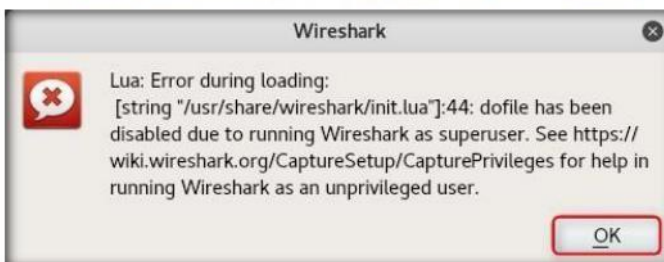 Wireshark
Lua: Error during loading:
[string "/usr/share/wireshark/init.lua"]:44: dofile has been
disabled due to running Wireshark as superuser. See https://
wiki.wireshark.org/CaptureSetup/CapturePrivileges for help in
running Wireshark as an unprivileged user.
OK